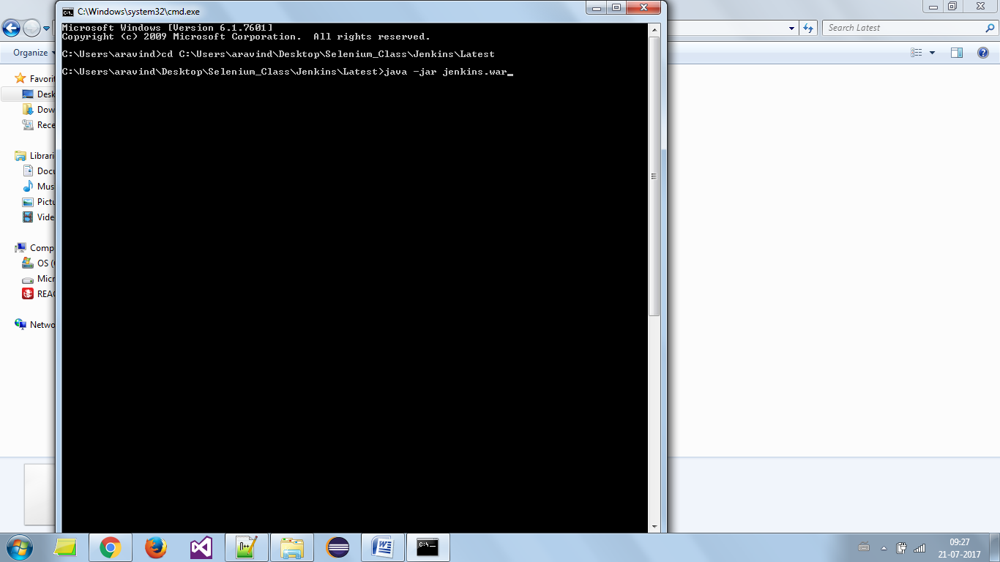 C:\Windows\system32\cmd.exe
Microsoft Windows [Version 6.1.7601]
Copyright (c) 2009 Microsoft Corporation.  All rights reserved.
C:\Users\aravind>cd C:\Users\aravind\Desktop\Selenium_Class\Jenkins\Latest
C:\Users\aravind\Desktop\Selenium_Class\Jenkins\Latest>java -jar jenkins.war
Search Latest
Organize
Favorit
Desk
Dow
Rece
Librari
Docu
Mus
Pictu
Vide
Comp
OS (
Micr
REA
Netwo
09:27
21-07-2017